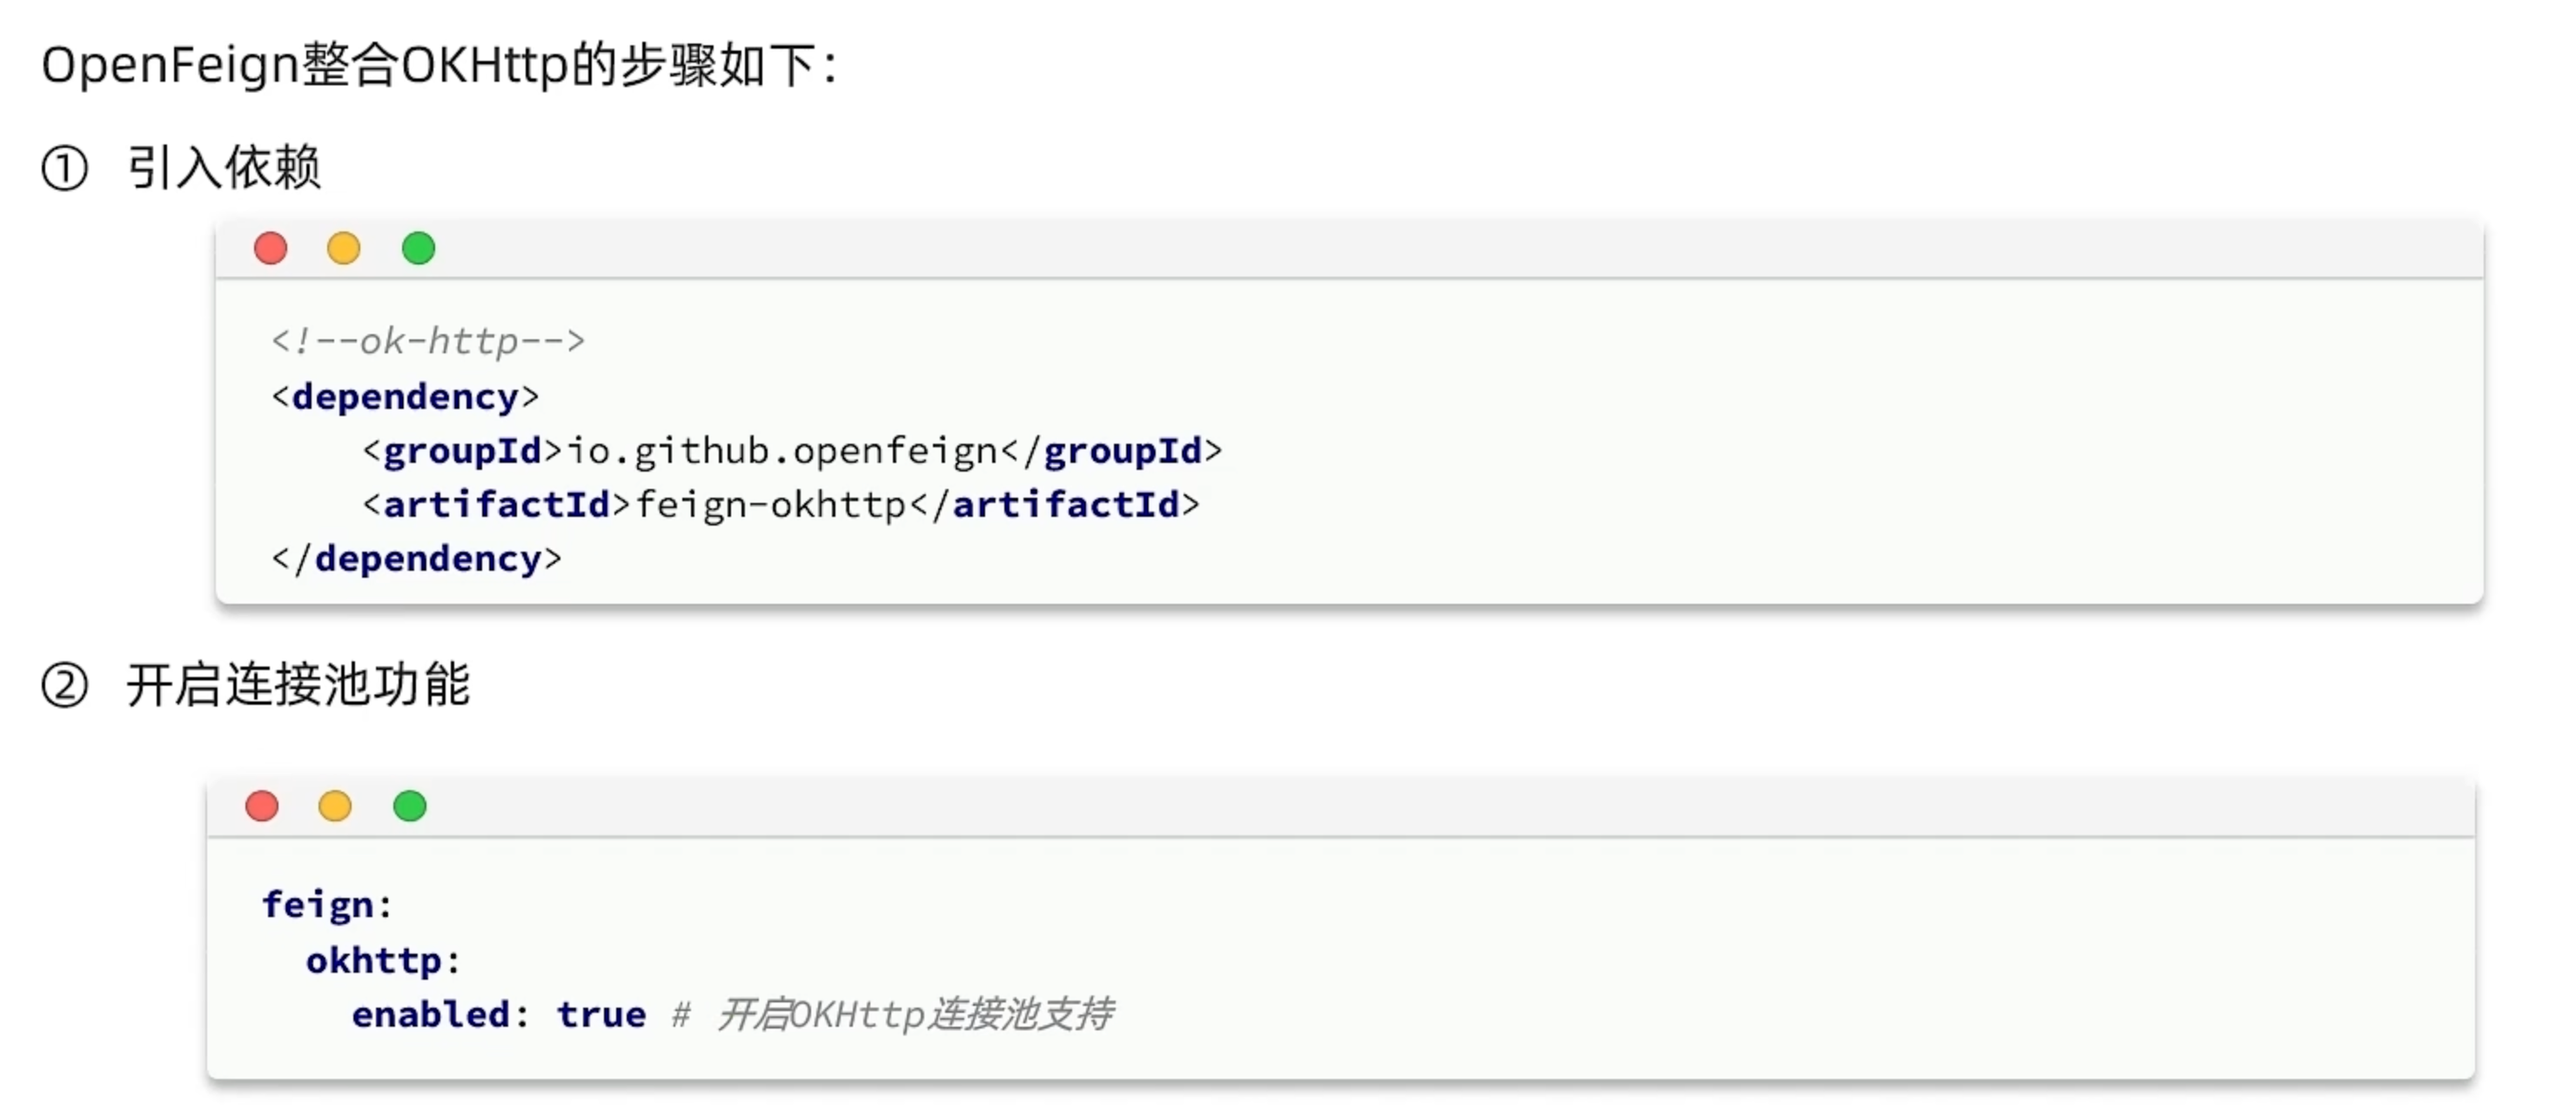 OpenFeign整合OKHttp的步骤如下：
① 引入依赖
<!--ok-http-->
<dependency>
    <groupId>io.github.openfeign</groupId>
    <artifactId>feign-okhttp</artifactId>
</dependency>
② 开启连接池功能
feign:
  okhttp:
    enabled: true # 开启OKHttp连接池支持